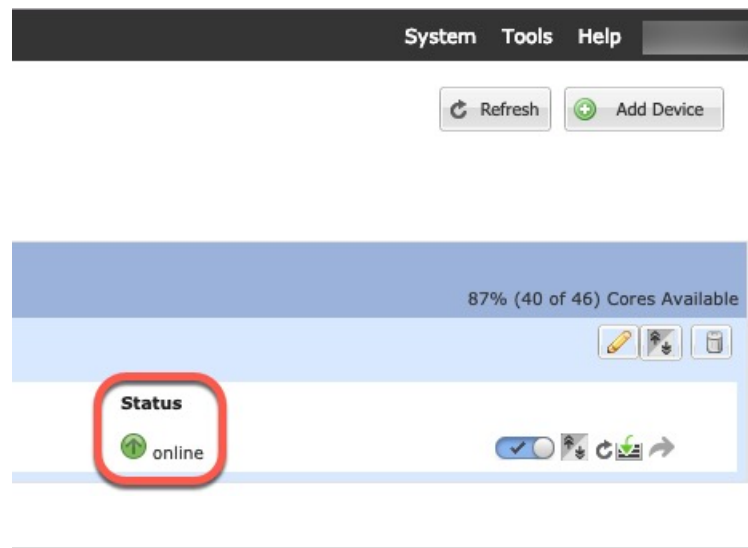 System Tools Help
Refresh Add Device
87% (40 of 46) Cores Available
Status
online